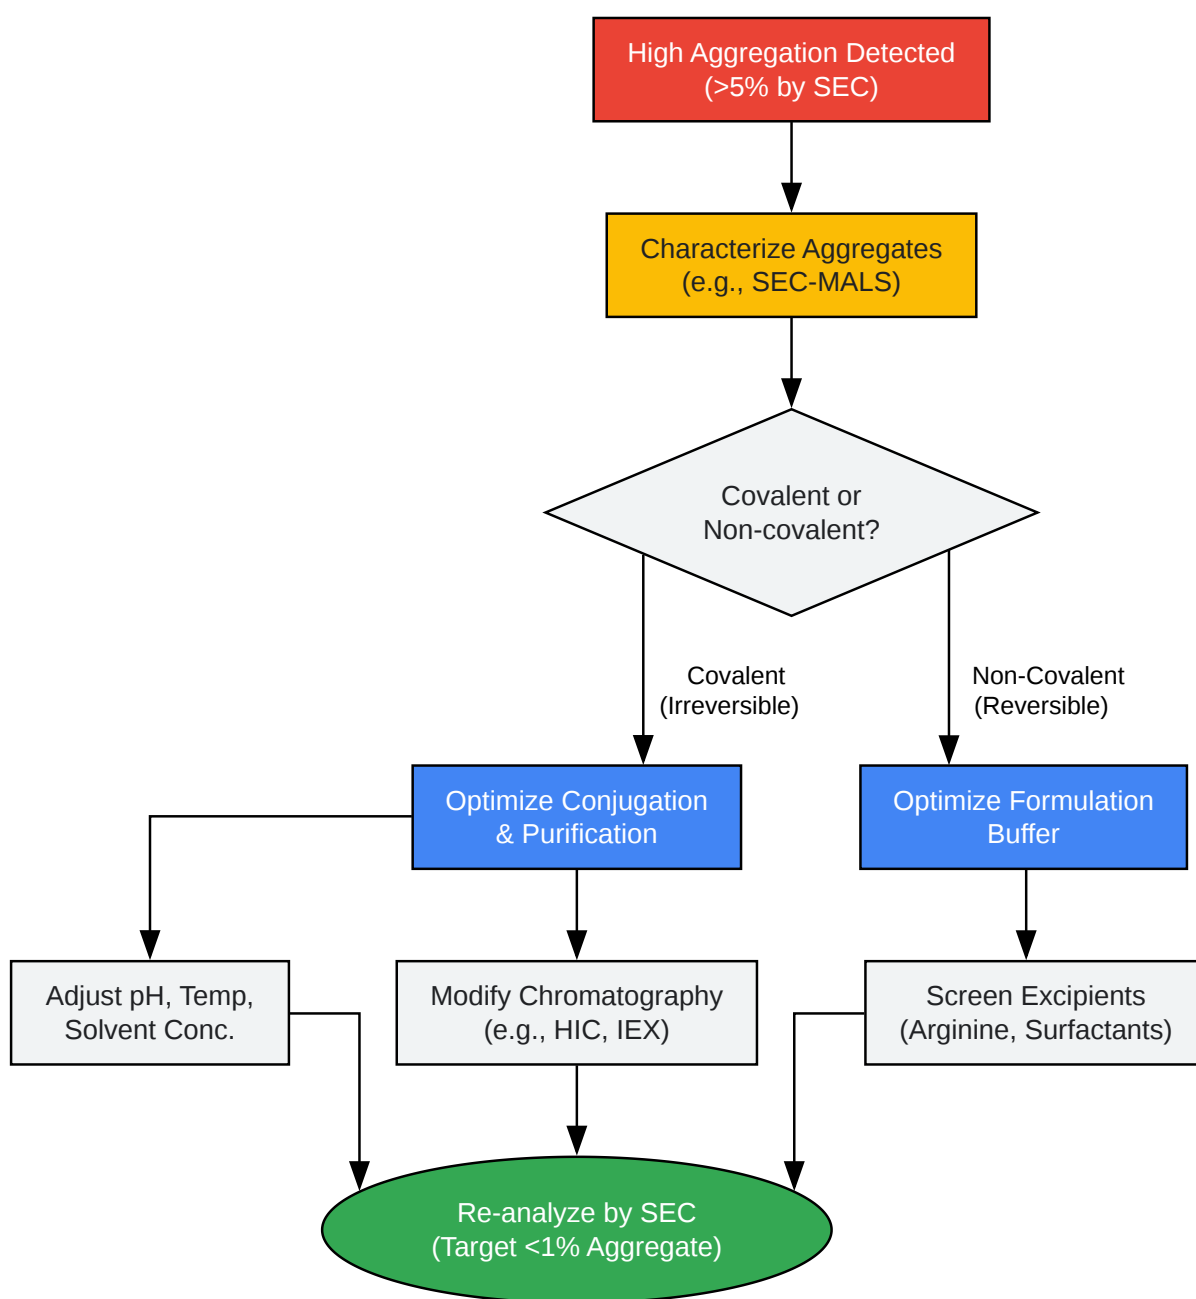 High Aggregation Detected
(>5% by SEC)
Characterize Aggregates
(e.g., SEC-MALS)
Covalent or
Non-covalent?
Covalent
(Irreversible)
Non-Covalent
(Reversible)
Optimize Conjugation
& Purification
Optimize Formulation
Buffer
Adjust pH, Temp,
Solvent Conc.
Modify Chromatography
(e.g., HIC, IEX)
Screen Excipients
(Arginine, Surfactants)
Re-analyze by SEC
(Target <1% Aggregate)